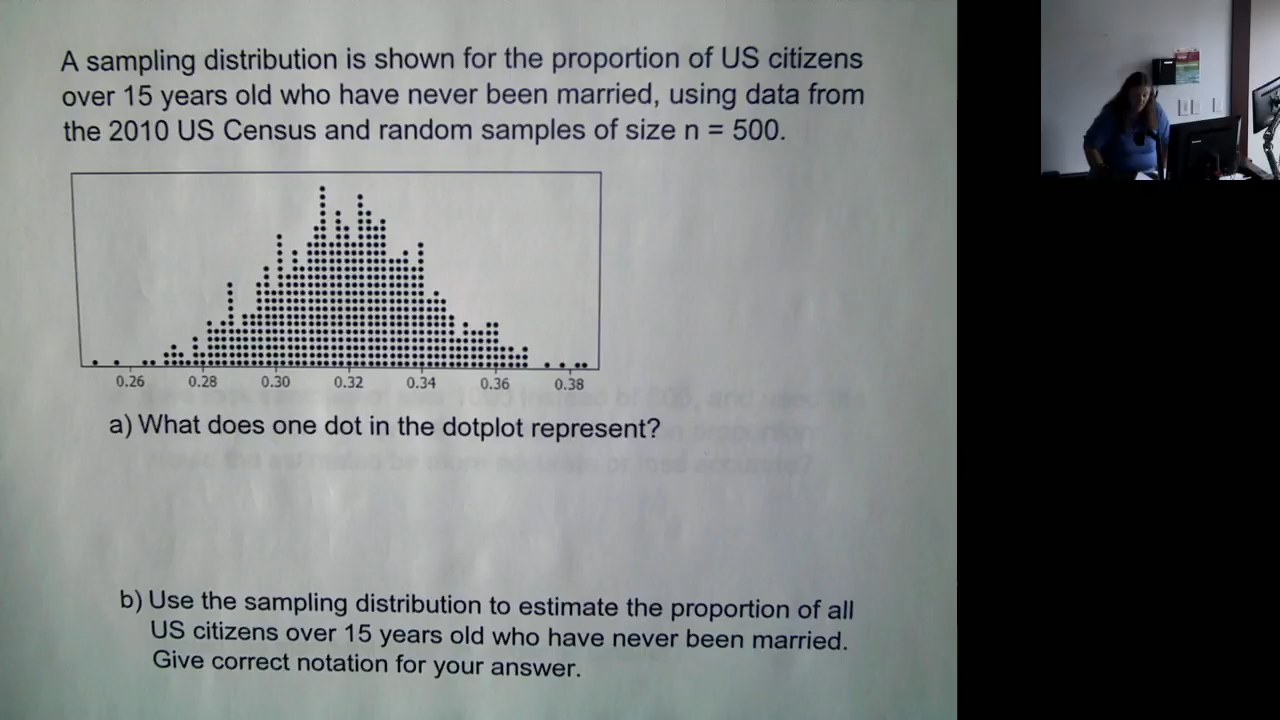 A sampling distribution is shown for the proportion of US citizens
over 15 years old who have never been married, using data from
the 2010 US Census and random samples of size n = 500.
0.26 0.28 0.30 0.32 0.34 0.36 0.38
a) What does one dot in the dotplot represent?
b) Use the sampling distribution to estimate the proportion of all
US citizens over 15 years old who have never been married.
Give correct notation for your answer.